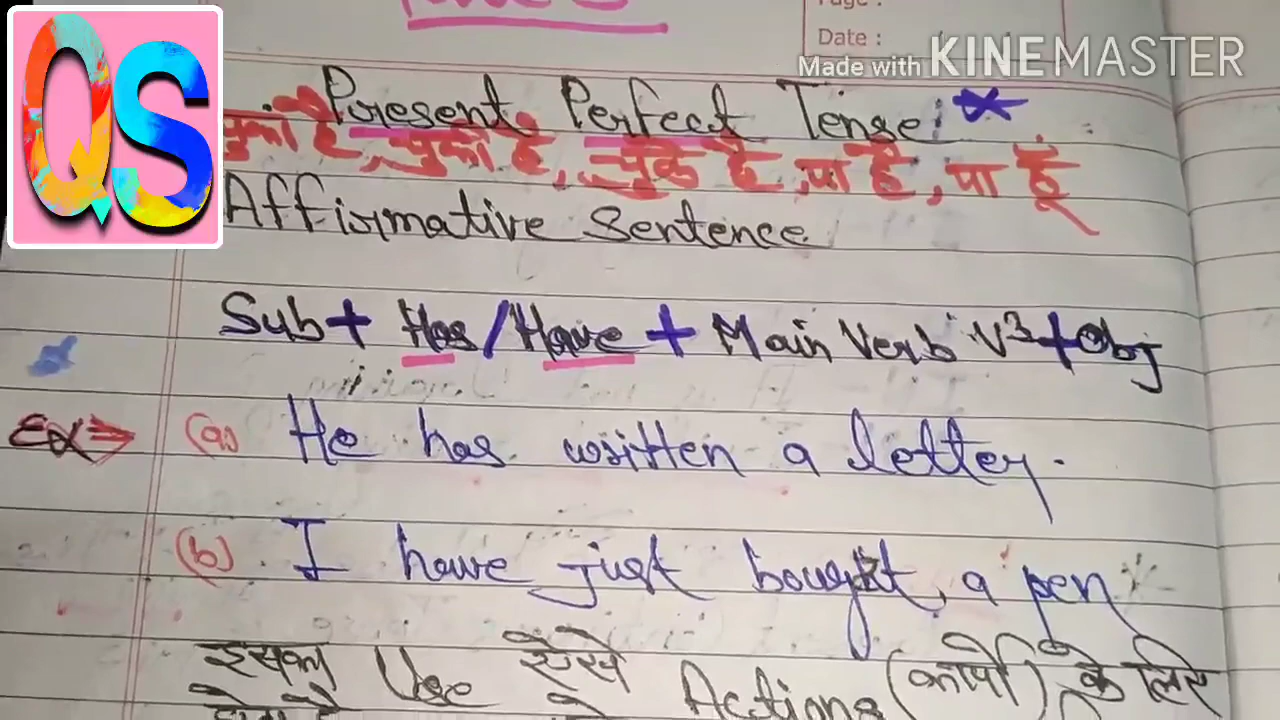 QS
Page :
Date :
Made with KINEMASTER
Present Perfect Tense :
चुका है, चुकी है, चुके है, पा है, पा हूँ
Affirmative Sentence
Sub + Has/Have + Main Verb V3 + Obj
Ex ⇒ (a) He has written a letter.
(b) I have just bought a pen
इसका Use ऐसे Actions (कार्यो) के लिए